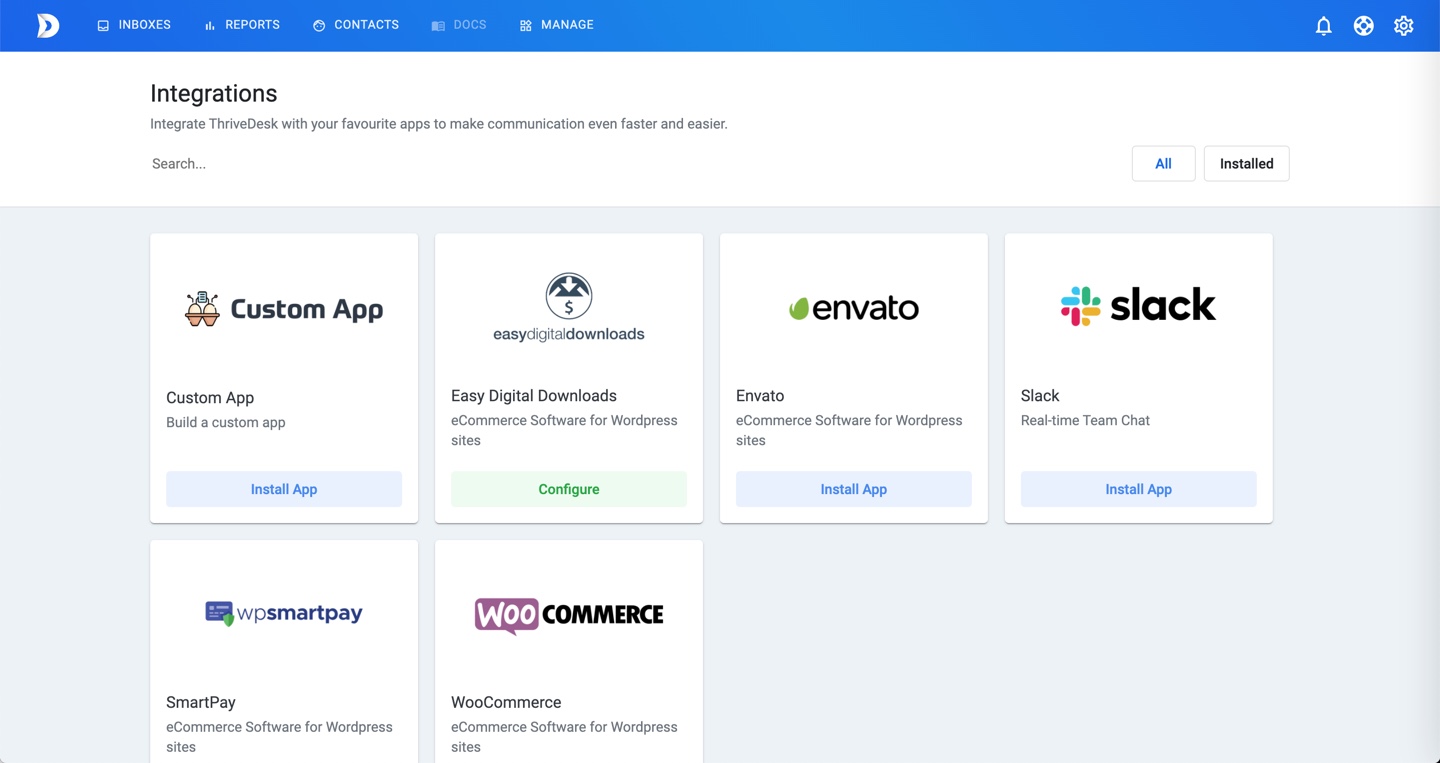 INBOXES REPORTS CONTACTS DOCS MANAGE
Integrations
Integrate ThriveDesk with your favourite apps to make communication even faster and easier.
Search...
All
Installed
Custom App
Custom App
Build a custom app
Install App
$
easydigitaldownloads
Easy Digital Downloads
eCommerce Software for Wordpress
sites
Configure
envato
Envato
eCommerce Software for Wordpress
sites
Install App
slack
Slack
Real-time Team Chat
Install App
wpsmartpay
SmartPay
eCommerce Software for Wordpress
sites
WOO COMMERCE
WooCommerce
eCommerce Software for Wordpress
sites